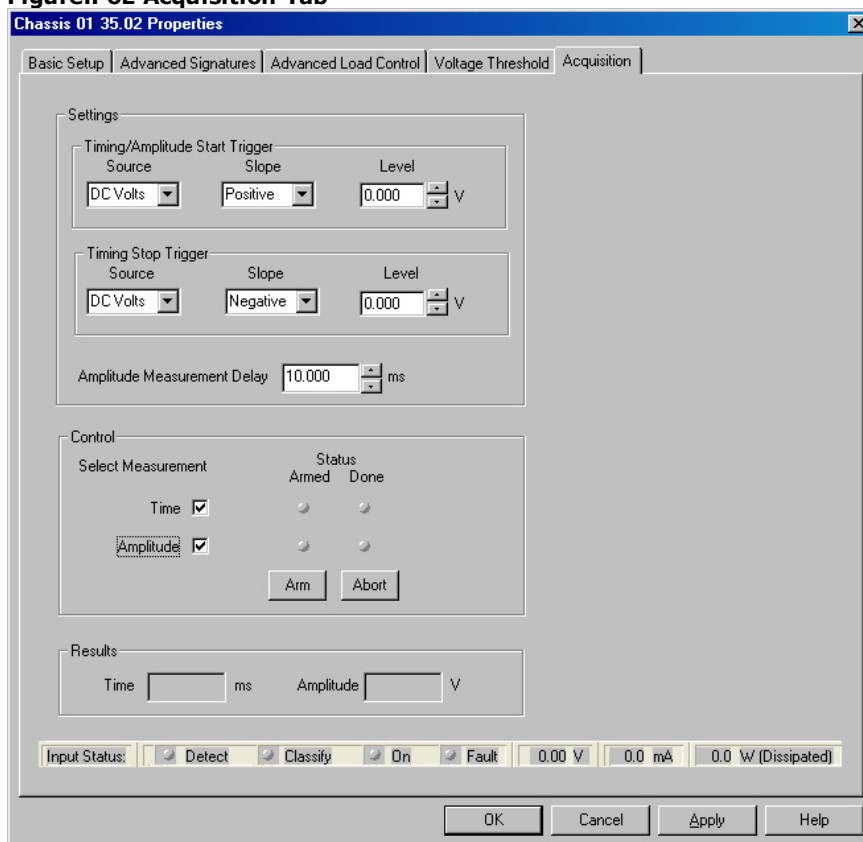 Chassis 01 35.02 Properties
Basic Setup Advanced Signatures Advanced Load Control Voltage Threshold Acquisition
Settings
Timing/Amplitude Start Trigger
Source Slope Level
DC Volts Positive 0.000 V
Timing Stop Trigger
Source Slope Level
DC Volts Negative 0.000 V
Amplitude Measurement Delay 10.000 ms
Control
Select Measurement Status
Armed Done
Time
Amplitude
Arm Abort
Results
Time ms Amplitude V
Input Status: Detect Classify On Fault 0.00 V 0.0 mA 0.0 W (Dissipated)
OK Cancel Apply Help